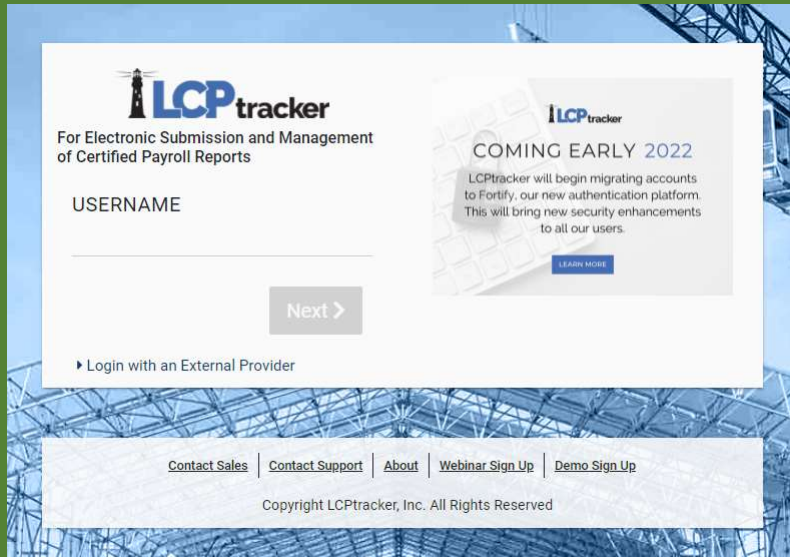 LCPtracker
For Electronic Submission and Management
of Certified Payroll Reports
USERNAME
Next
Login with an External Provider
LCPtracker
COMING EARLY 2022
LCPtracker will begin migrating accounts
to Fortify, our new authentication platform.
This will bring new security enhancements
to all our users.
LEARN MORE
Contact Sales | Contact Support | About | Webinar Sign Up | Demo Sign Up
Copyright LCPtracker, Inc. All Rights Reserved